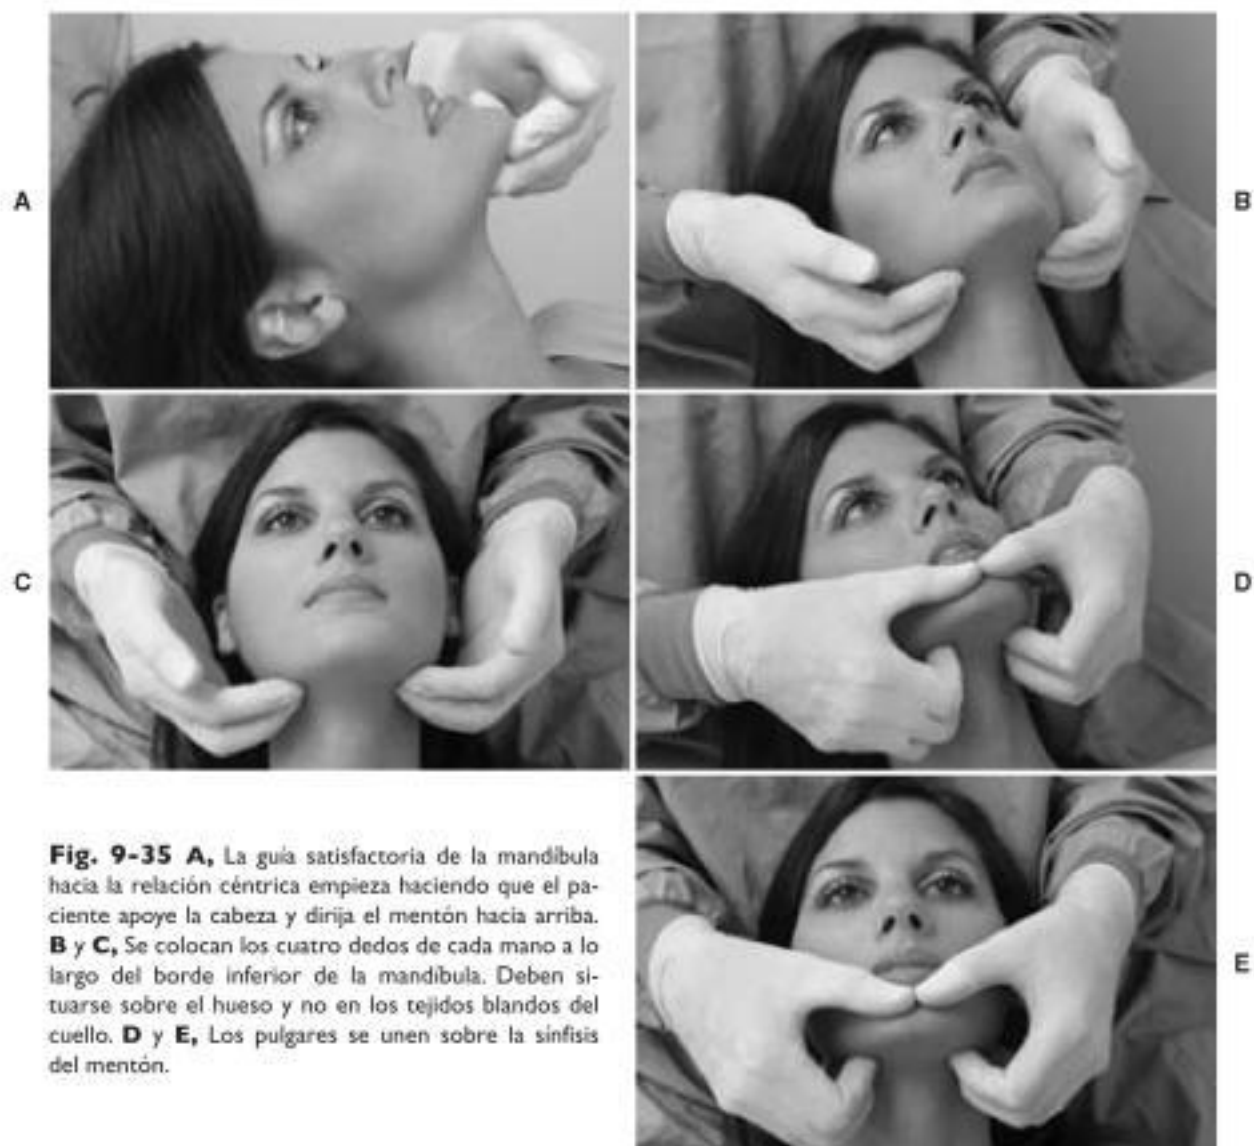 A
B
C
D
E
Fig. 9-35 A, La guía satisfactoria de la mandíbula
hacia la relación céntrica empieza haciendo que el pa-
ciente apoye la cabeza y dirija el mentón hacia arriba.
B y C, Se colocan los cuatro dedos de cada mano a lo
largo del borde inferior de la mandíbula. Deben si-
tuarse sobre el hueso y no en los tejidos blandos del
cuello. D y E, Los pulgares se unen sobre la sínfisis
del mentón.